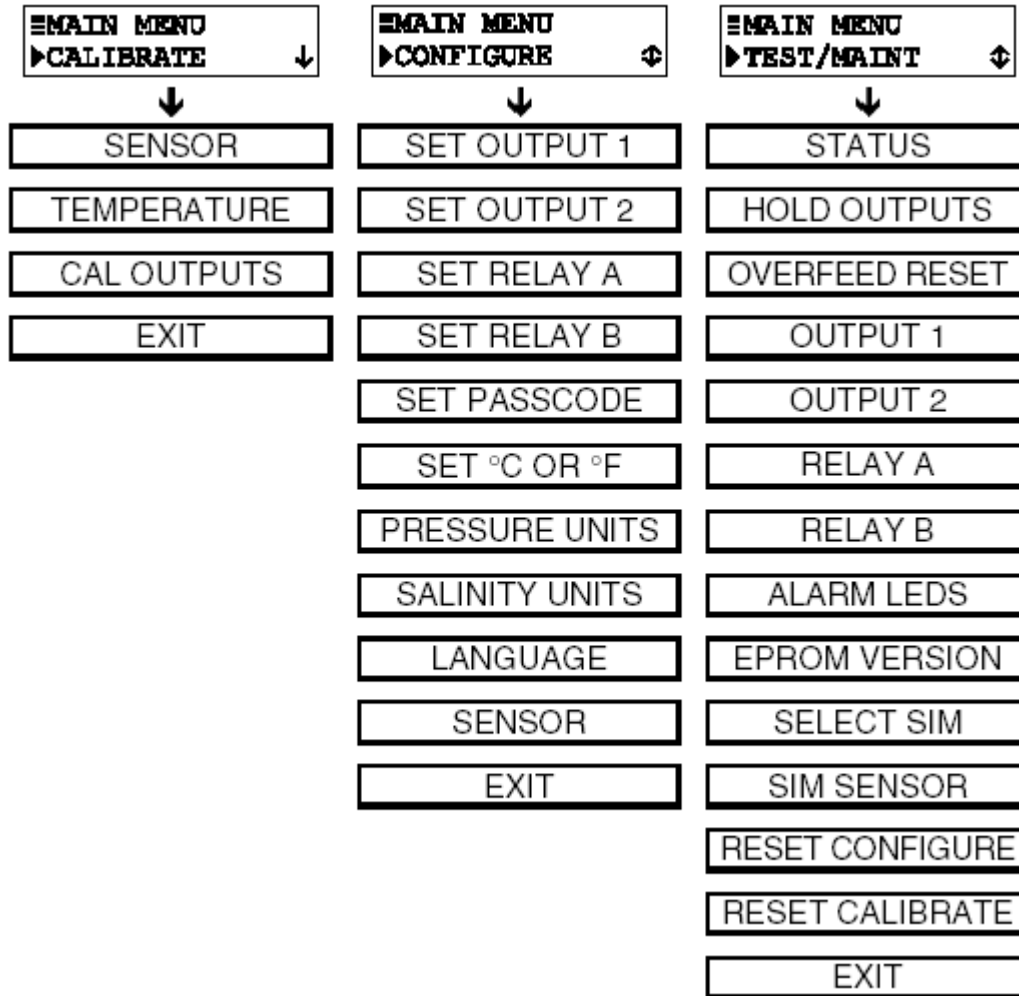 ≡MAIN MENU
▶CALIBRATE ↓
SENSOR
TEMPERATURE
CAL OUTPUTS
EXIT
≡MAIN MENU
▶CONFIGURE ⇕
SET OUTPUT 1
SET OUTPUT 2
SET RELAY A
SET RELAY B
SET PASSCODE
SET °C OR °F
PRESSURE UNITS
SALINITY UNITS
LANGUAGE
SENSOR
EXIT
≡MAIN MENU
▶TEST/MAINT ⇕
STATUS
HOLD OUTPUTS
OVERFEED RESET
OUTPUT 1
OUTPUT 2
RELAY A
RELAY B
ALARM LEDS
EPROM VERSION
SELECT SIM
SIM SENSOR
RESET CONFIGURE
RESET CALIBRATE
EXIT